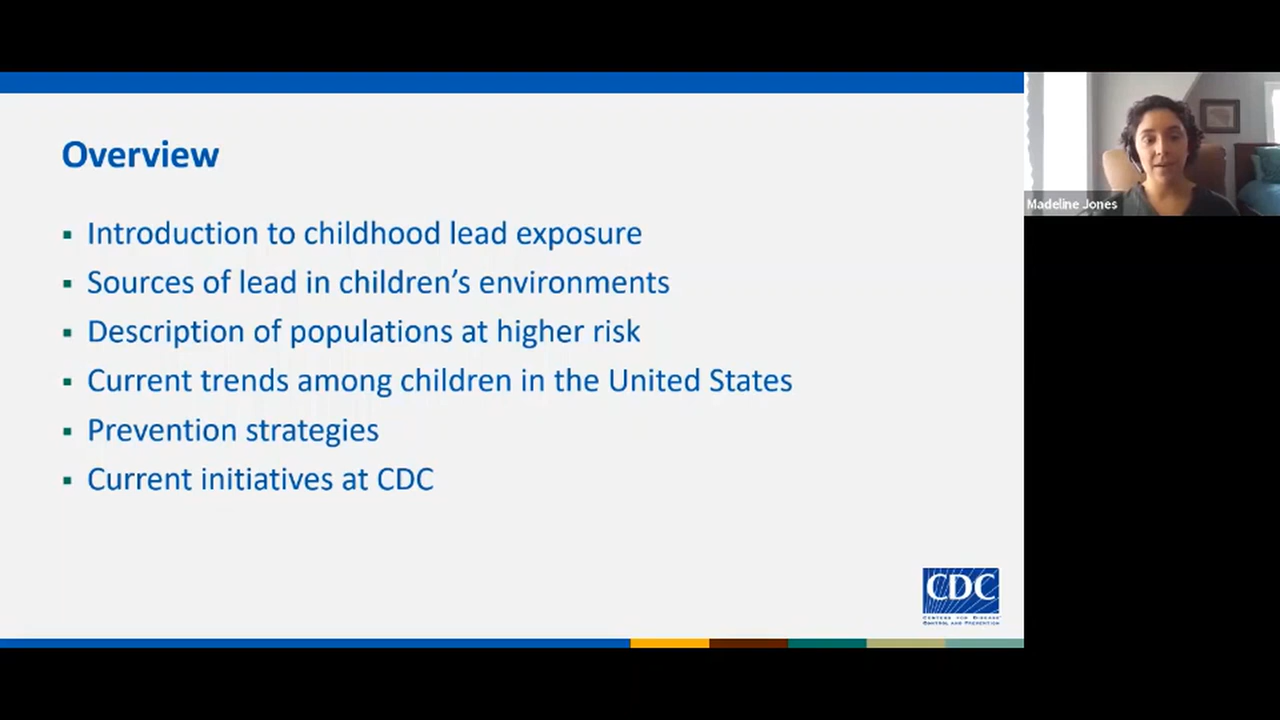 Overview
▪ Introduction to childhood lead exposure
▪ Sources of lead in children’s environments
▪ Description of populations at higher risk
▪ Current trends among children in the United States
▪ Prevention strategies
▪ Current initiatives at CDC
Madeline Jones
CDC
CENTERS FOR DISEASE
CONTROL AND PREVENTION